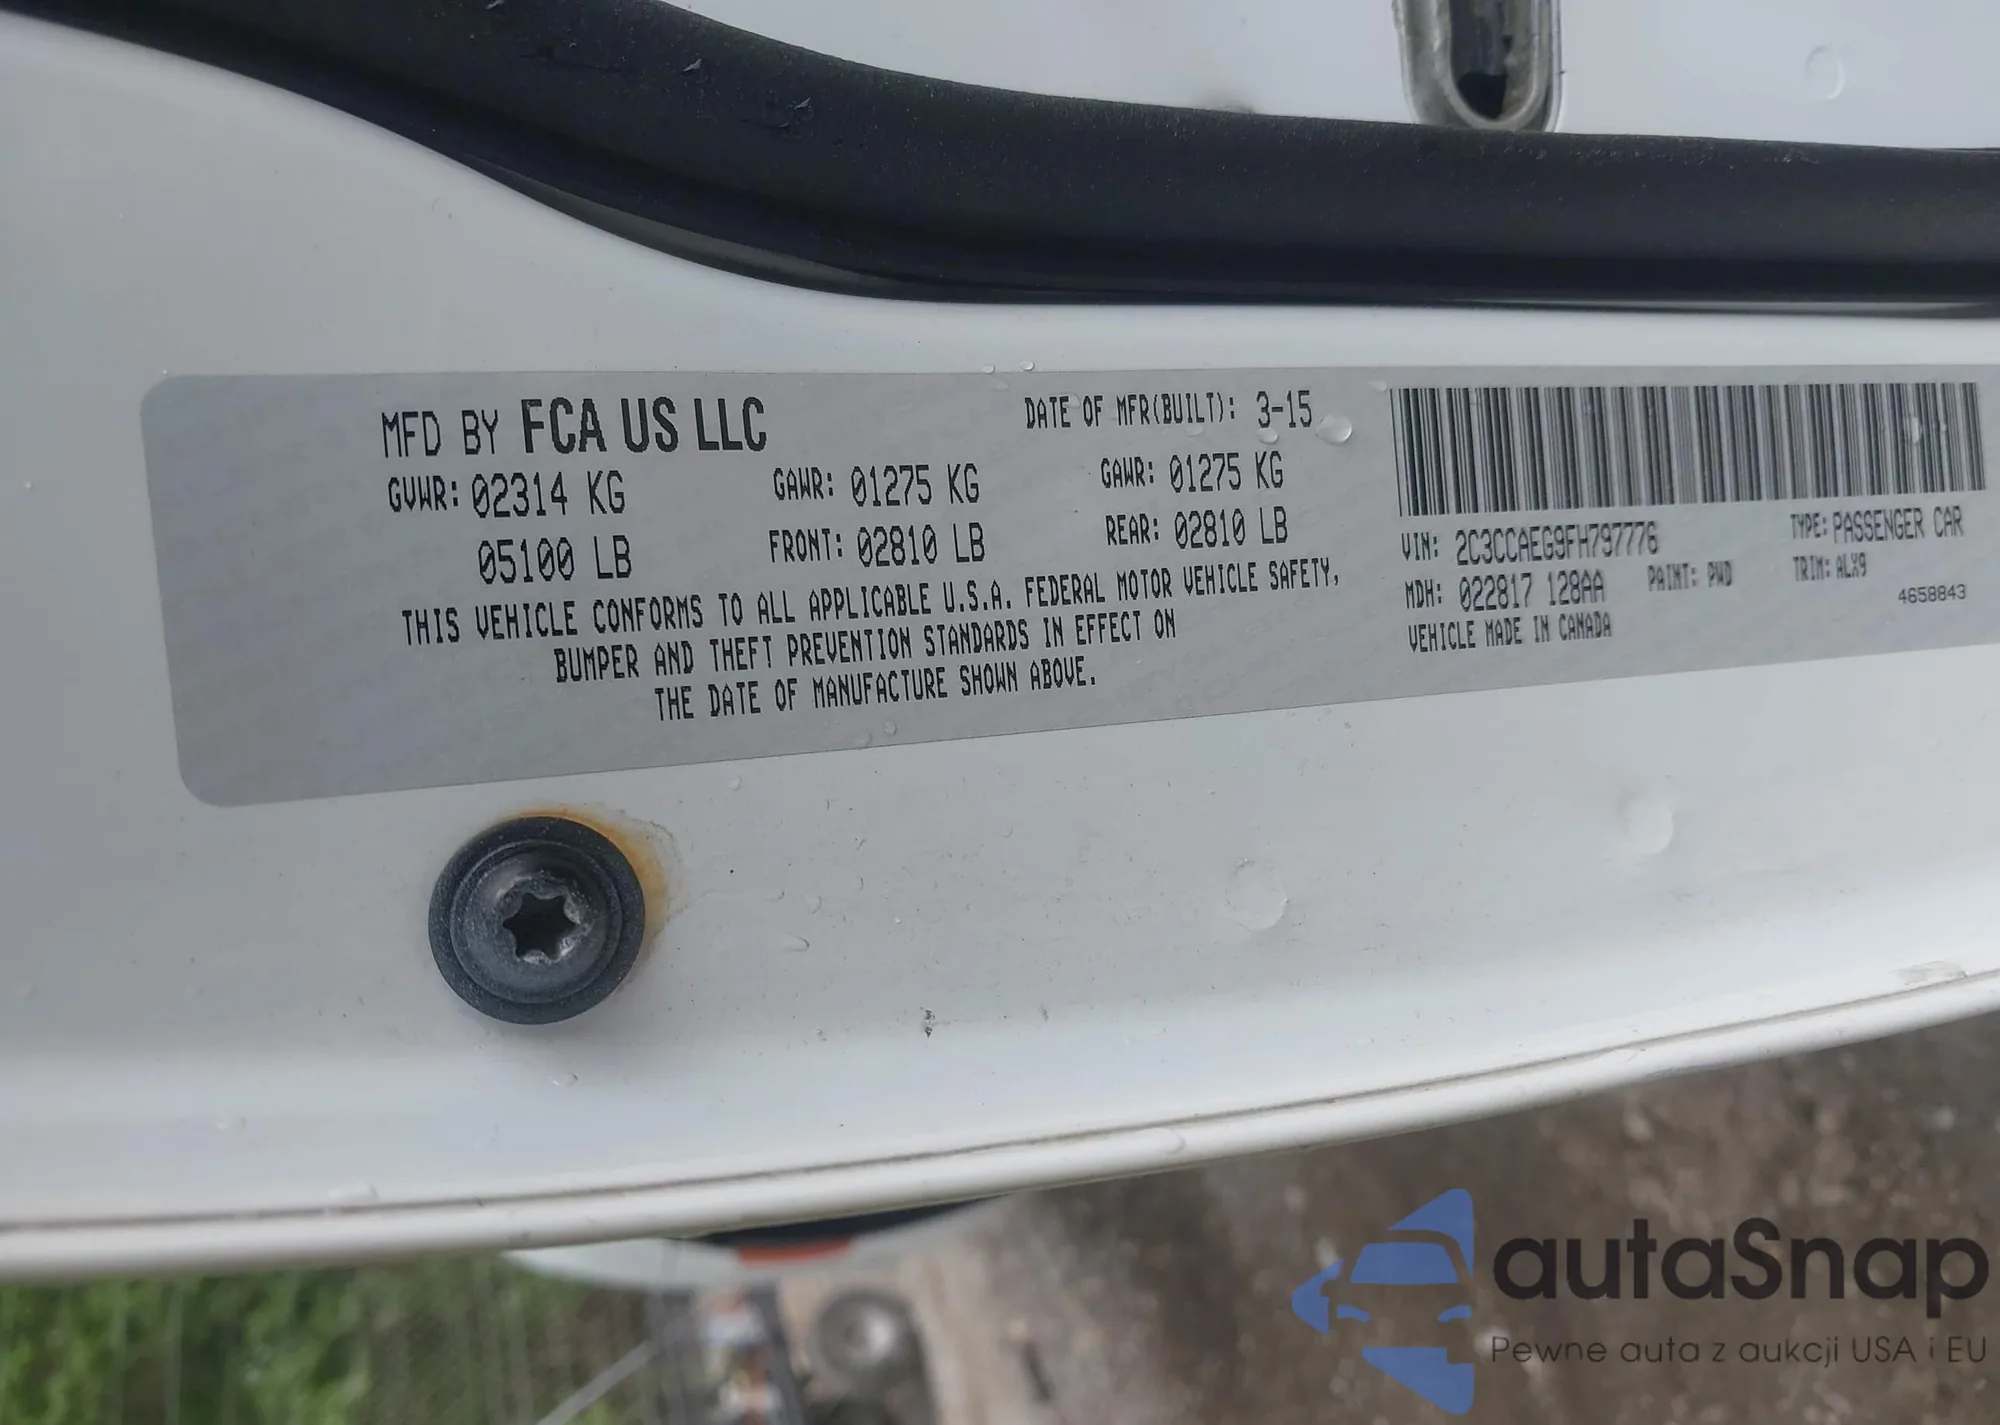 MFD BY FCA US LLC
DATE OF MFR(BUILT): 3-15
GVWR: 02314 KG
GAWR: 01275 KG
GAWR: 01275 KG
05100 LB
FRONT: 02810 LB
REAR: 02810 LB
THIS VEHICLE CONFORMS TO ALL APPLICABLE U.S.A. FEDERAL MOTOR VEHICLE SAFETY,
BUMPER AND THEFT PREVENTION STANDARDS IN EFFECT ON
THE DATE OF MANUFACTURE SHOWN ABOVE.
VIN: 2C3CCAEG9FH797776
TYPE: PASSENGER CAR
MDH: 022817 128AA
PAINT: PWD
TRIM: ALX9
VEHICLE MADE IN CANADA
4658843
autaSnap
Pewne auta z aukcji USA i EU